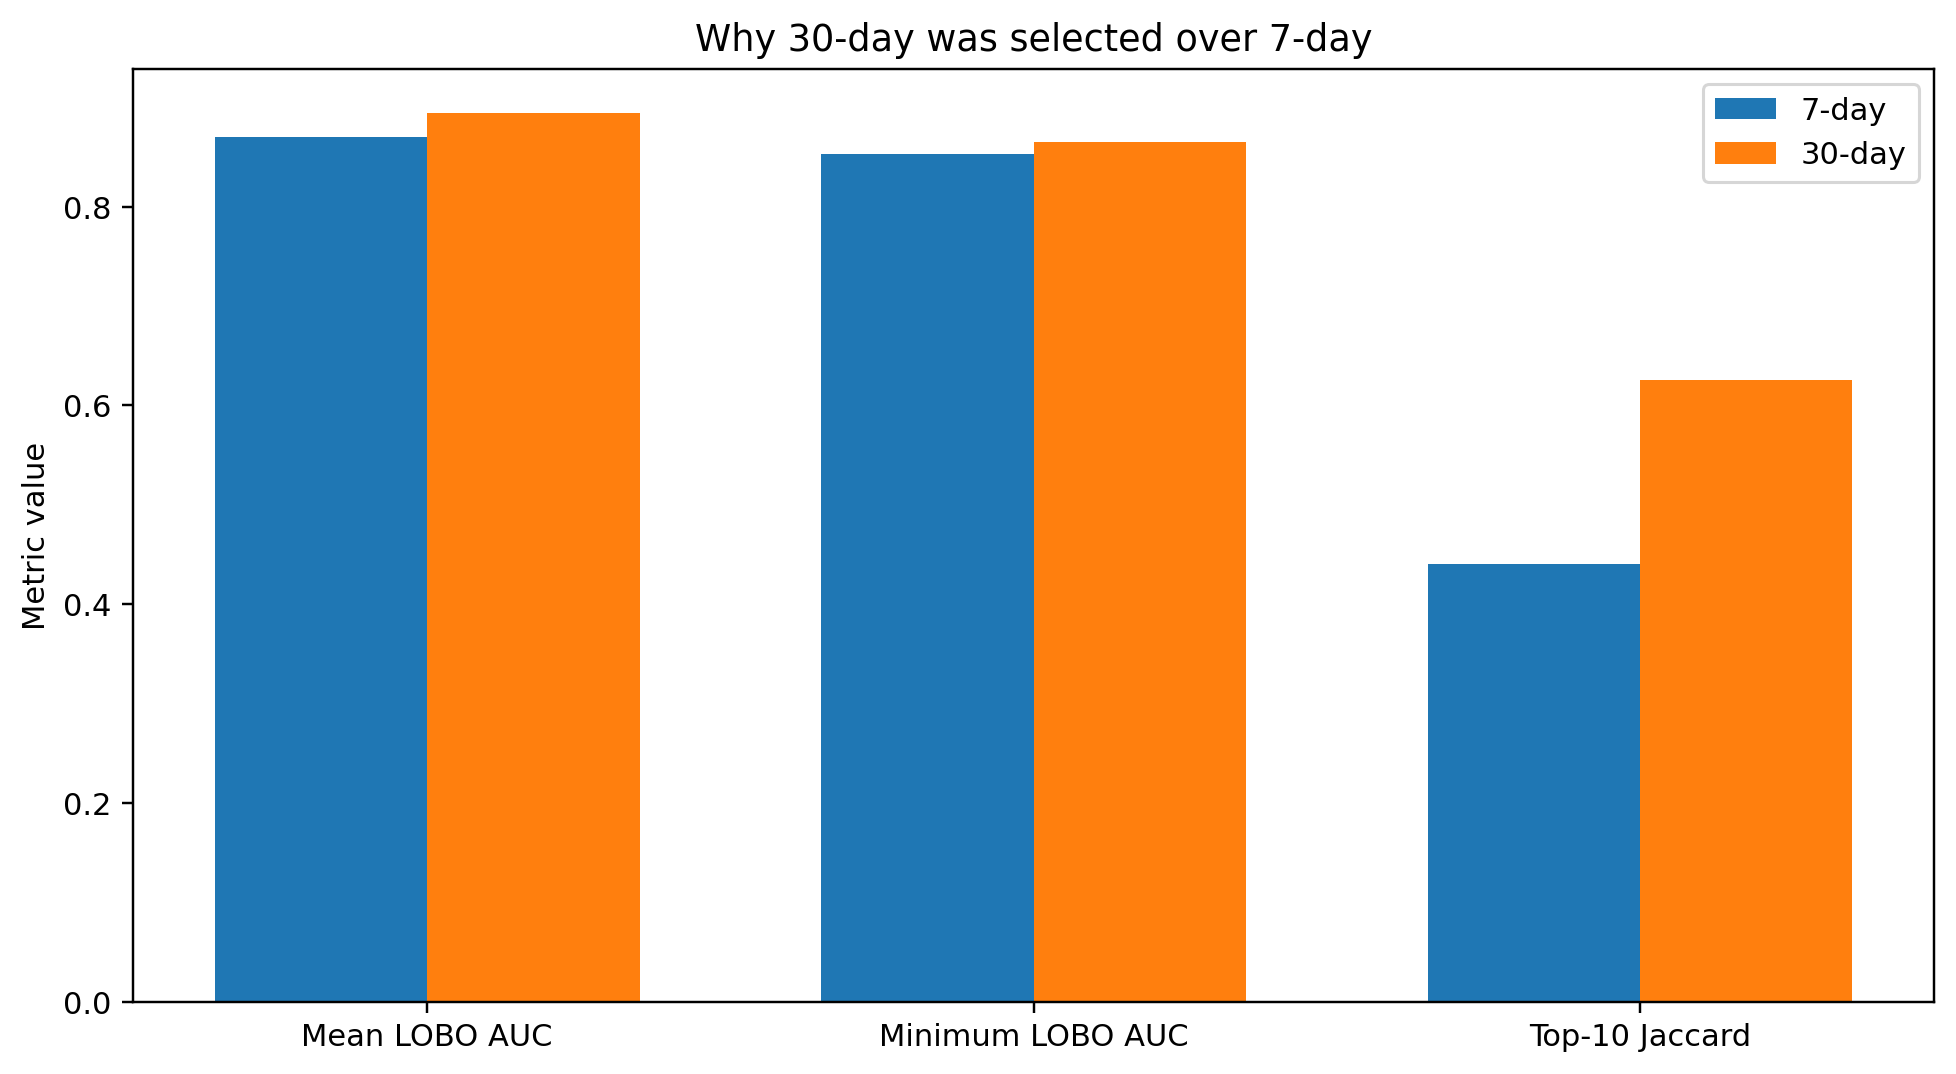 Why 30-day was selected over 7-day
7-day
30-day
Metric value
0.8
0.6
0.4
0.2
0.0
Mean LOBO AUC
Minimum LOBO AUC
Top-10 Jaccard